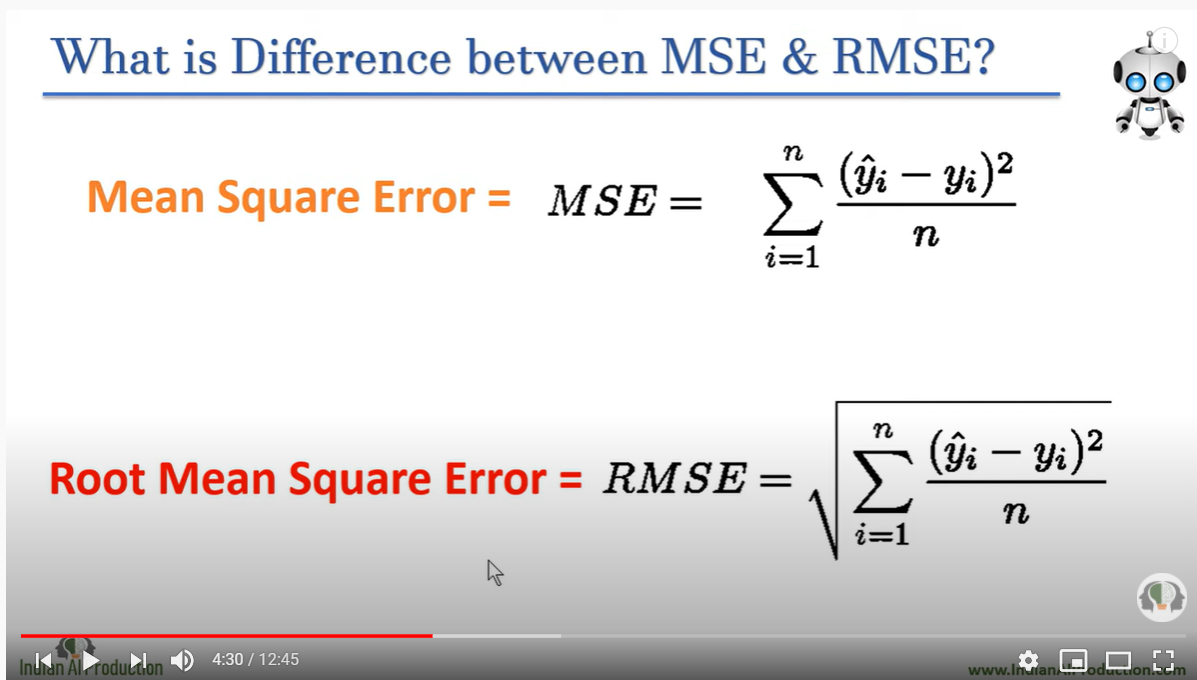 What is Difference between MSE & RMSE?
i
Mean Square Error = MSE = \sum_{i=1}^{n} \frac{(\hat{y}_i - y_i)^2}{n}
Root Mean Square Error = RMSE = \sqrt{\sum_{i=1}^{n} \frac{(\hat{y}_i - y_i)^2}{n}}
4:30 / 12:45
Indian AI Production
www.IndianAIProduction.com